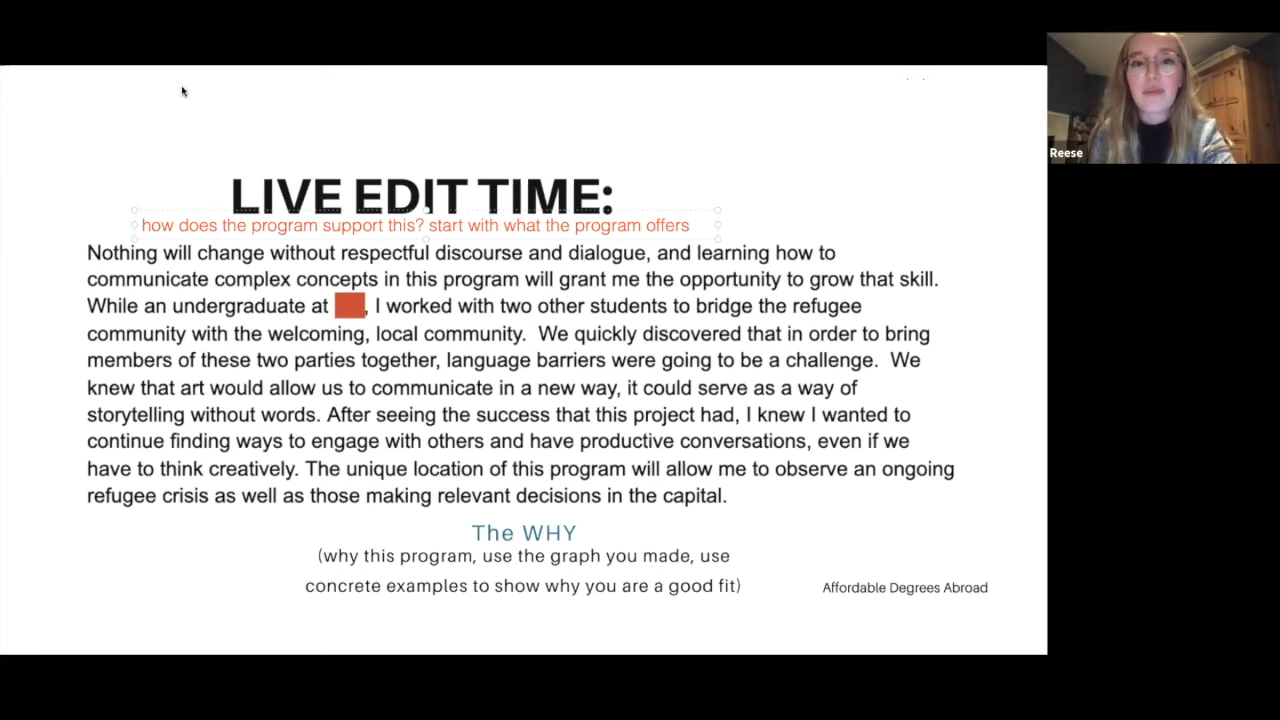 Reese
LIVE EDIT TIME:
how does the program support this? start with what the program offers
Nothing will change without respectful discourse and dialogue, and learning how to
communicate complex concepts in this program will grant me the opportunity to grow that skill.
While an undergraduate at , I worked with two other students to bridge the refugee
community with the welcoming, local community.  We quickly discovered that in order to bring
members of these two parties together, language barriers were going to be a challenge.  We
knew that art would allow us to communicate in a new way, it could serve as a way of
storytelling without words. After seeing the success that this project had, I knew I wanted to
continue finding ways to engage with others and have productive conversations, even if we
have to think creatively. The unique location of this program will allow me to observe an ongoing
refugee crisis as well as those making relevant decisions in the capital.
The WHY
(why this program, use the graph you made, use
concrete examples to show why you are a good fit)
Affordable Degrees Abroad